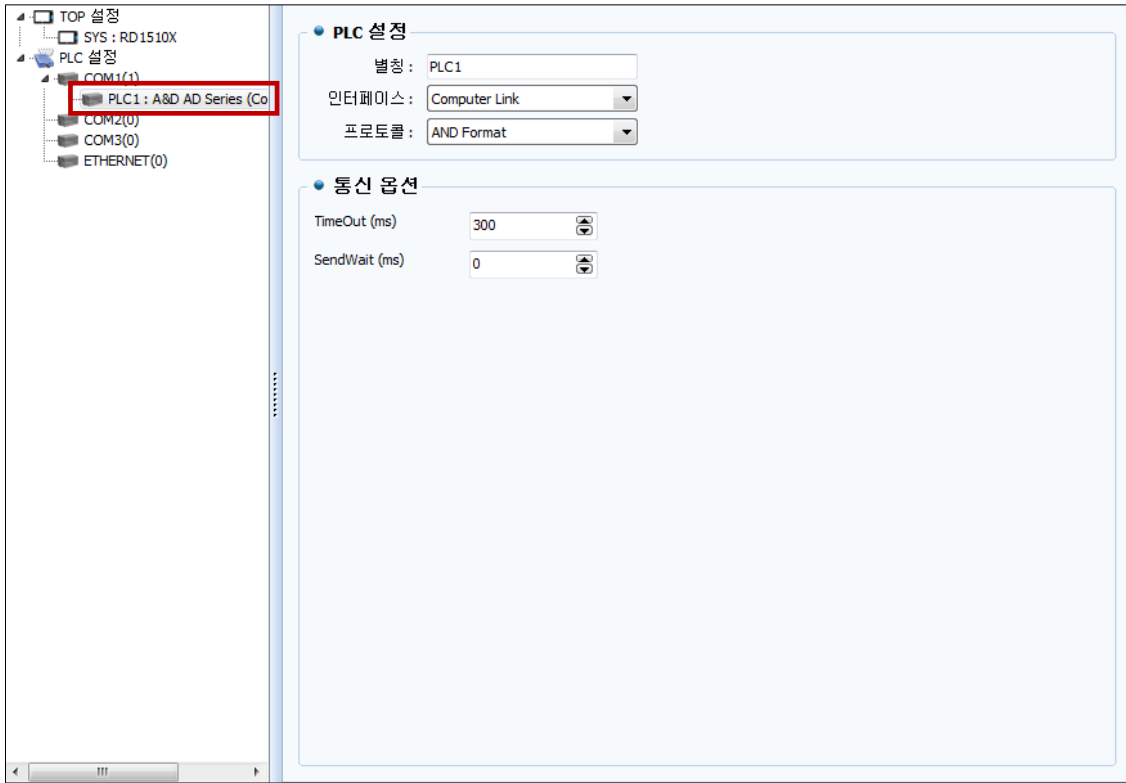 TOP 설정
SYS : RD1510X
PLC 설정
COM1(1)
PLC1 : A&D AD Series (Co
COM2(0)
COM3(0)
ETHERNET(0)
PLC 설정
별칭 : PLC1
인터페이스 : Computer Link
프로토콜 : AND Format
통신 옵션
TimeOut (ms) 300
SendWait (ms) 0